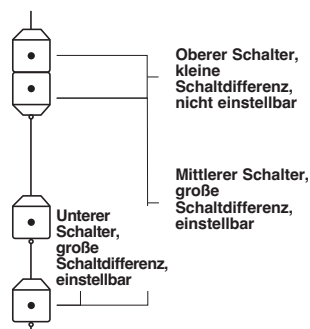 Oberer Schalter,
kleine
Schaltdifferenz,
nicht einstellbar
Mittlerer Schalter,
große
Schaltdifferenz,
einstellbar
Unterer
Schalter,
große
Schaltdifferenz,
einstellbar